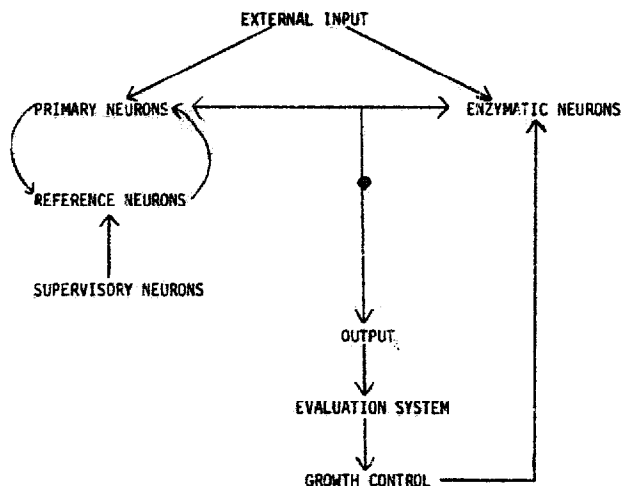 EXTERNAL INPUT
PRIMARY NEURONS
ENZYMATIC NEURONS
REFERENCE NEURONS
SUPERVISORY NEURONS
OUTPUT
EVALUATION SYSTEM
GROWTH CONTROL